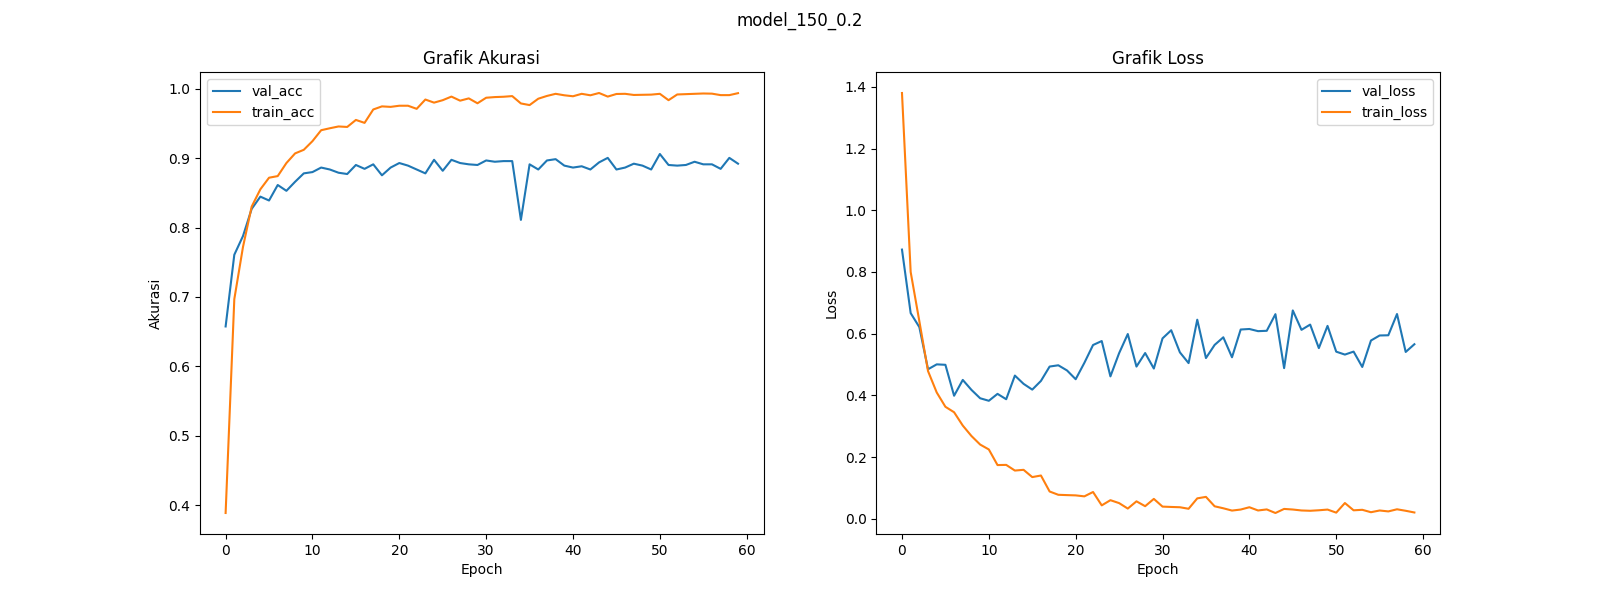 model_150_0.2
Grafik Akurasi
val_acc
train_acc
1.0
0.9
0.8
0.7
0.6
0.5
0.4
Akurasi
0
10
20
30
40
50
60
Epoch
Grafik Loss
val_loss
train_loss
1.4
1.2
1.0
0.8
0.6
0.4
0.2
0.0
Loss
0
10
20
30
40
50
60
Epoch